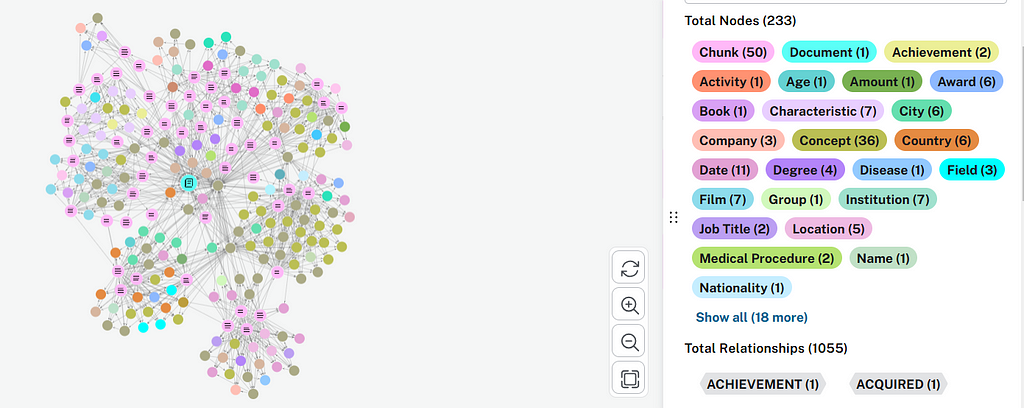 Total Nodes (233)
Chunk (50) Document (1) Achievement (2)
Activity (1) Age (1) Amount (1) Award (6)
Book (1) Characteristic (7) City (6)
Company (3) Concept (36) Country (6)
Date (11) Degree (4) Disease (1) Field (3)
Film (7) Group (1) Institution (7)
Job Title (2) Location (5)
Medical Procedure (2) Name (1)
Nationality (1)
Show all (18 more)
Total Relationships (1055)
ACHIEVEMENT (1) ACQUIRED (1)